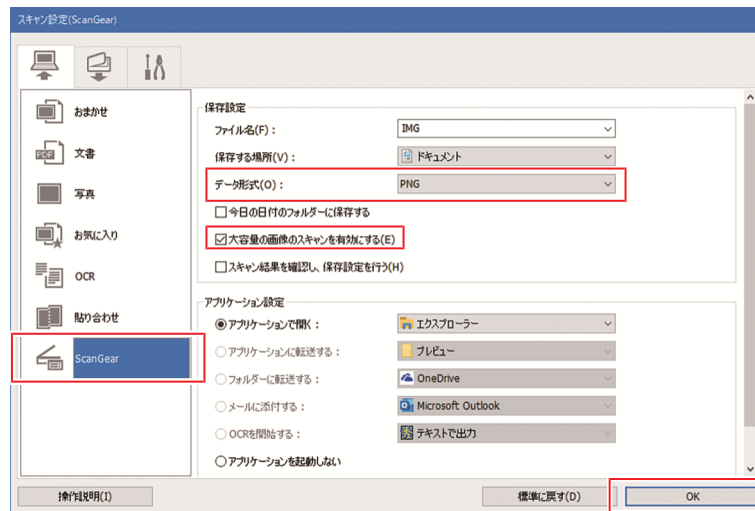 スキャン設定(ScanGear)
おまかせ
文書
写真
お気に入り
OCR
貼り合わせ
ScanGear
保存設定
ファイル名(F)： IMG
保存する場所(V)： ドキュメント
データ形式(O)： PNG
今日の日付のフォルダーに保存する
大容量の画像のスキャンを有効にする(E)
スキャン結果を確認し、保存設定を行う(H)
アプリケーション設定
アプリケーションで開く： エクスプローラー
アプリケーションに転送する： プレビュー
フォルダーに転送する： OneDrive
メールに添付する： Microsoft Outlook
OCRを開始する： テキストで出力
アプリケーションを起動しない
操作説明(I) 標準に戻す(D) OK